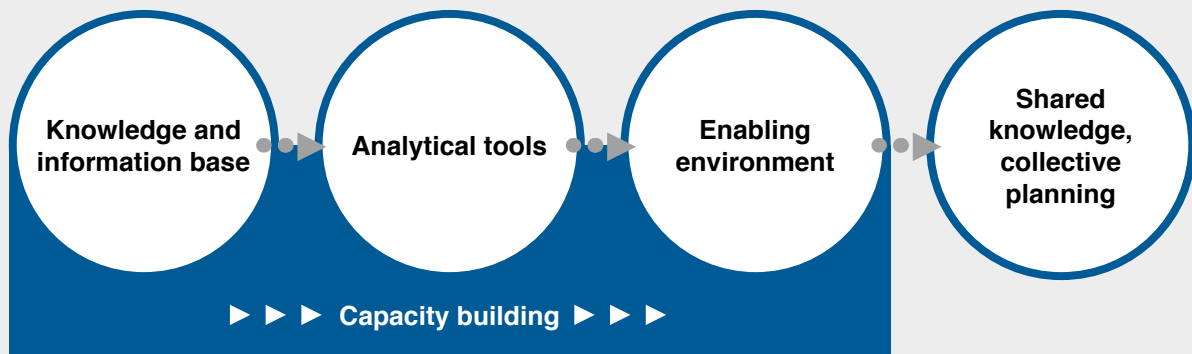 Knowledge and
information base
Analytical tools
Enabling
environment
Shared
knowledge,
collective
planning
Capacity building